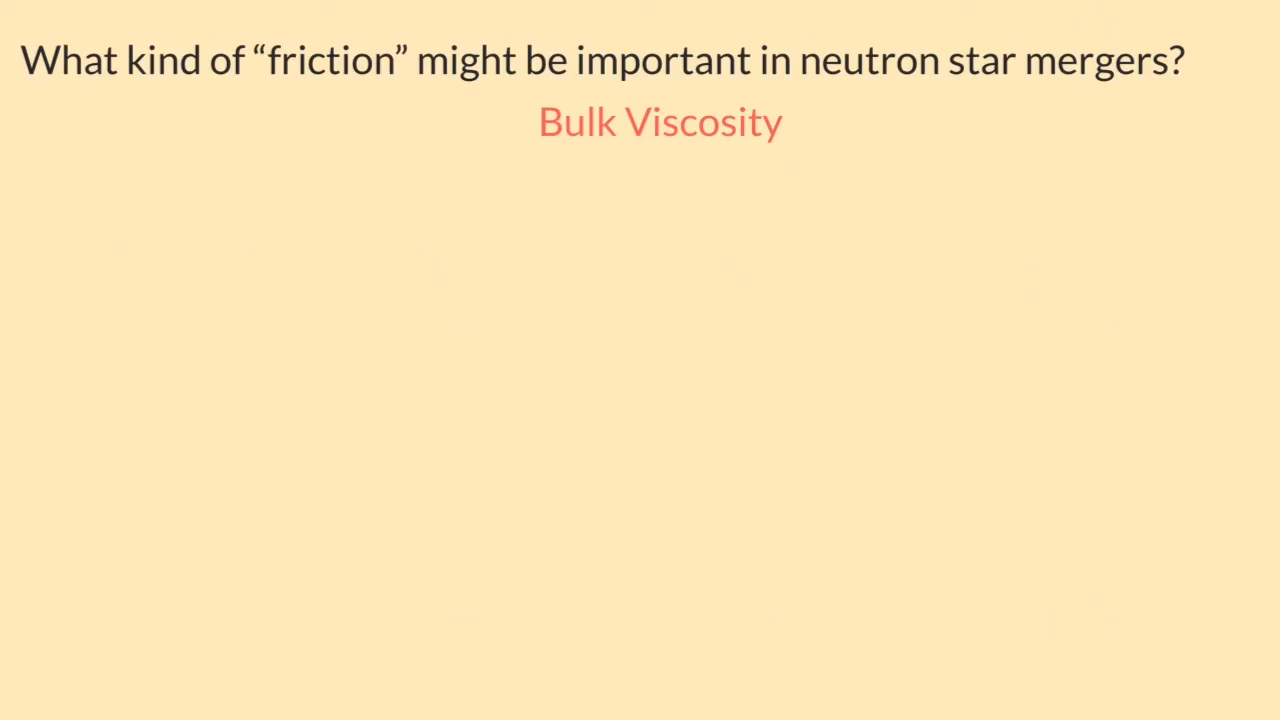 What kind of “friction” might be important in neutron star mergers?
Bulk Viscosity